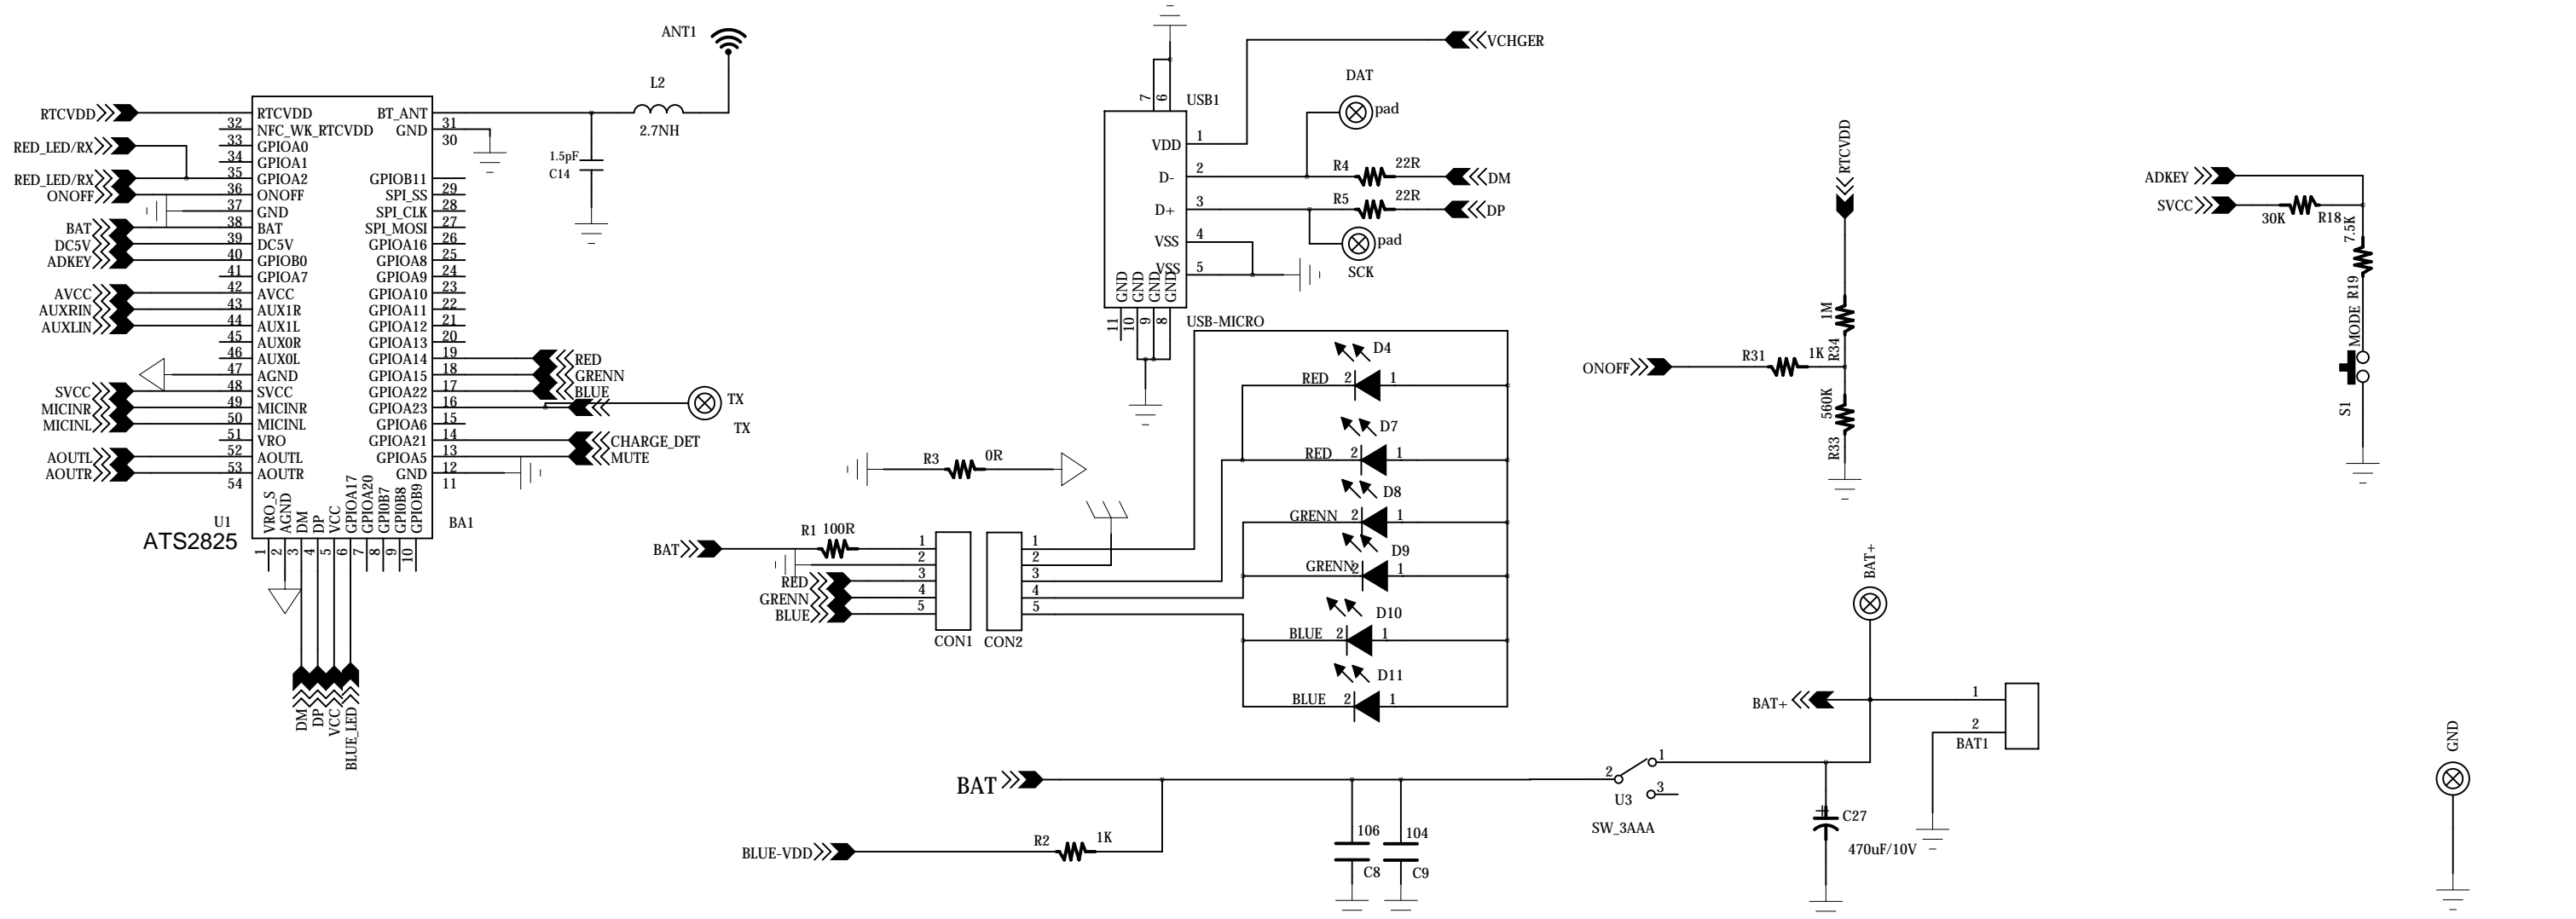 ANT1
L2
2.7NH
1.5pF
C14
RTCVDD
RED_LED/RX
RED_LED/RX
ONOFF
BAT
DC5V
ADKEY
AVCC
AUXRIN
AUXLIN
SVCC
MICINR
MICINL
AOUTL
AOUTR
32
33
34
35
36
37
38
39
40
41
42
43
44
45
46
47
48
49
50
51
52
53
54
RTCVDD
NFC_WK_RTCVDD
GPIOA0
GPIOA1
GPIOA2
ONOFF
GND
BAT
DC5V
GPIOB0
GPIOA7
AVCC
AUX1R
AUX1L
AUX0R
AUX0L
AGND
SVCC
MICINR
MICINL
VRO
AOUTL
AOUTR
BT_ANT
GND
GPIOB11
SPI_SS
SPI_CLK
SPI_MOSI
GPIOA16
GPIOA8
GPIOA9
GPIOA10
GPIOA11
GPIOA12
GPIOA13
GPIOA14
GPIOA15
GPIOA22
GPIOA23
GPIOA6
GPIOA21
GPIOA5
GND
31
30
29
28
27
26
25
24
23
22
21
20
19
18
17
16
15
14
13
12
11
RED
GRENN
BLUE
TX
TX
CHARGE_DET
MUTE
VRO_S
AGND
DM
DP
VCC
GPIOA17
GPIOA20
GPIOB7
GPIOB8
GPIOB9
U1
ATS2825
BA1
1
2
3
4
5
6
7
8
9
10
DM
DP
VCC
BLUE_LED
7
6
USB1
VDD
D-
D+
VSS
VSS
GND
GND
GND
GND
1
2
3
4
5
11
10
9
8
USB-MICRO
VCHGER
DAT
pad
R4
22R
DM
R5
22R
DP
pad
SCK
R3
0R
BAT
R1
100R
RED
GRENN
BLUE
1
2
3
4
5
CON1
1
2
3
4
5
CON2
D4
RED
2
1
D7
RED
2
1
D8
GRENN
2
1
D9
GRENN
2
1
D10
BLUE
2
1
D11
BLUE
2
1
RTCVDD
1M
R34
ONOFF
R31
1K
560K
R33
ADKEY
SVCC
30K
R18
7.5K
R19
MODE
S1
BAT+
BAT+
1
2
BAT1
BAT
BLUE-VDD
R2
1K
106
C8
104
C9
2
1
3
U3
SW_3AAA
C27
470uF/10V
GND